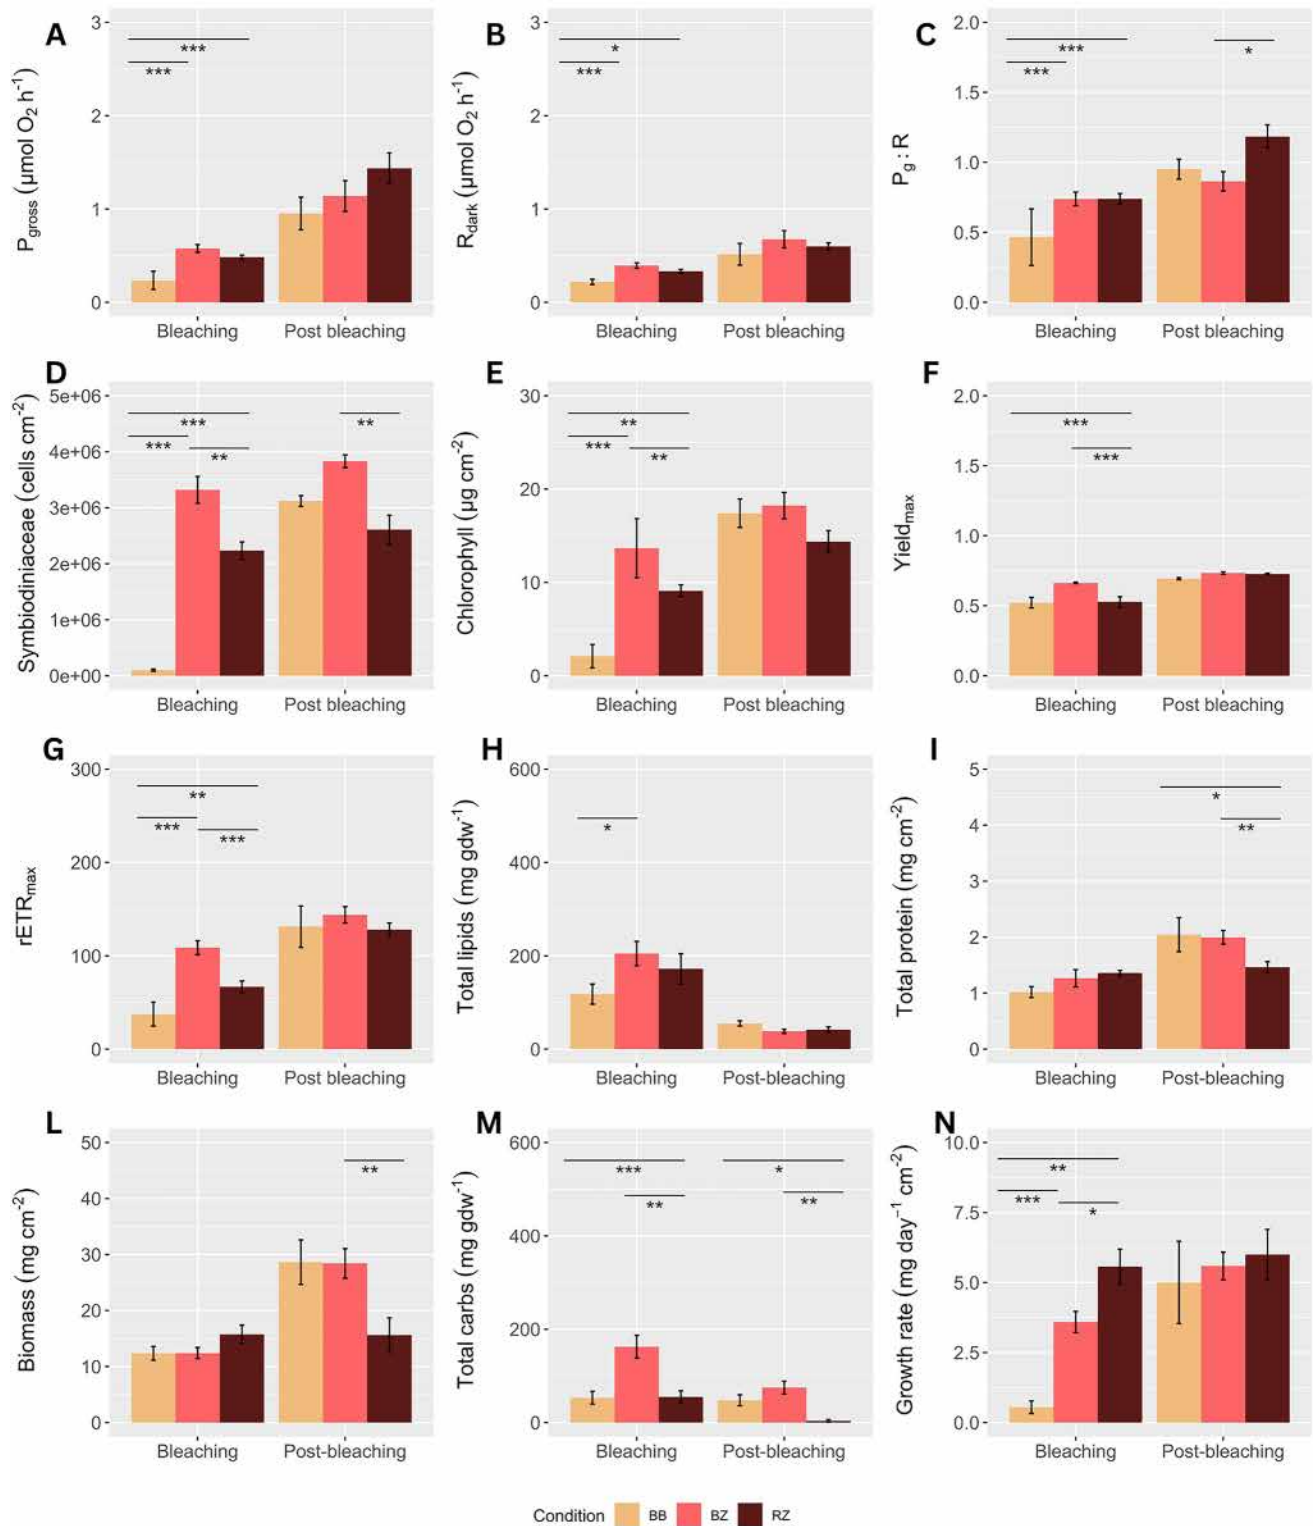 A
P_gross (µmol O₂ h⁻¹)
3
2
1
0
***
***
Bleaching
Post bleaching
B
R_dark (µmol O₂ h⁻¹)
3
2
1
0
*
***
Bleaching
Post bleaching
C
P_g : R
2.0
1.5
1.0
0.5
0.0
***
***
*
Bleaching
Post bleaching
D
Symbiodiniaceae (cells cm⁻²)
5e+06
4e+06
3e+06
2e+06
1e+06
0e+00
***
***
**
**
Bleaching
Post bleaching
E
Chlorophyll (µg cm⁻²)
30
20
10
0
**
***
**
Bleaching
Post bleaching
F
Yield_max
2.0
1.5
1.0
0.5
0.0
***
***
Bleaching
Post bleaching
G
rETR_max
300
200
100
0
**
***
***
Bleaching
Post bleaching
H
Total lipids (mg gdw⁻¹)
600
400
200
0
*
Bleaching
Post-bleaching
I
Total protein (mg cm⁻²)
5
4
3
2
1
0
*
**
Bleaching
Post-bleaching
L
Biomass (mg cm⁻²)
50
40
30
20
10
0
**
Bleaching
Post-bleaching
M
Total carbs (mg gdw⁻¹)
600
400
200
0
***
**
*
**
Bleaching
Post-bleaching
N
Growth rate (mg day⁻¹ cm⁻²)
10.0
7.5
5.0
2.5
0.0
**
***
*
Bleaching
Post-bleaching
Condition BB BZ RZ